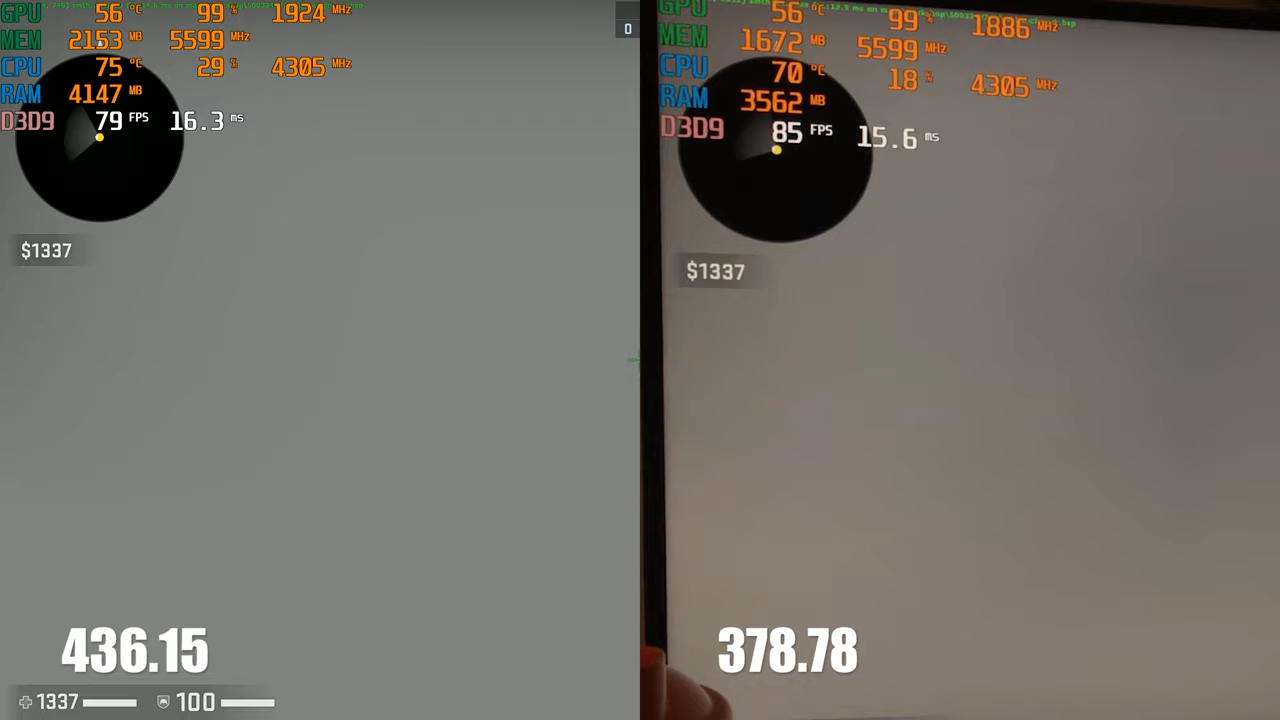 GPU 56 °C 99 % 1924 MHz
MEM 2153 MB 5599 MHz
CPU 75 °C 29 % 4305 MHz
RAM 4147 MB
D3D9 79 FPS 16.3 ms
$1337
0
436.15
1337 100
GPU 56 °C 99 % 1886 MHz
MEM 1672 MB 5599 MHz
CPU 70 °C 18 % 4305 MHz
RAM 3562 MB
D3D9 85 FPS 15.6 ms
$1337
378.78